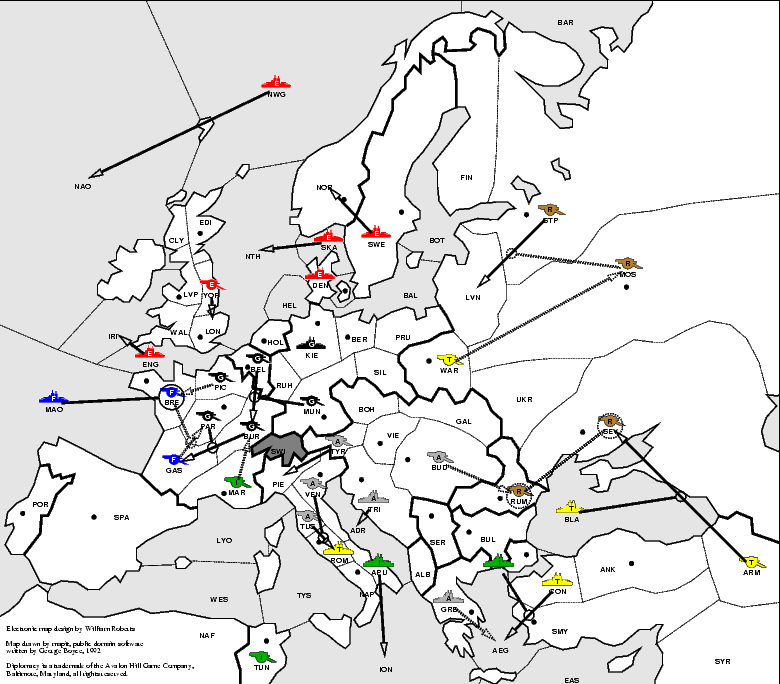 BAR
NWG
NAO
NOR
FIN
STP
EDI
CLY
SKA
SWE
BOT
NTH
MOS
DEN
LVN
LVP
YOR
HEL
BAL
IRI
WAL
LON
HOL
BER
PRU
ENG
KIE
WAR
BEL
RUH
SIL
UKR
MAO
BRE
PIC
MUN
BOH
GAL
PAR
BUR
VIE
SEV
GAS
SWI
TYR
BUD
RUM
MAR
PIE
VEN
TRI
POR
SPA
TUS
ADR
BLA
LYO
SER
BUL
ROM
APU
ALB
CON
ANK
ARM
WES
TYS
NAP
GRE
SMY
NAF
AEG
TUN
ION
EAS
SYR
E
E
E
E
E
E
R
R
R
R
G
G
G
G
G
G
T
T
T
T
T
F
F
F
A
A
A
A
A
A
Electronic map design by William Roberts
Map drawn by mapit, public domain software
written by George Boyce, 1992
Diplomacy is a trademark of the Avalon Hill Game Company,
Baltimore, Maryland, all rights reserved.